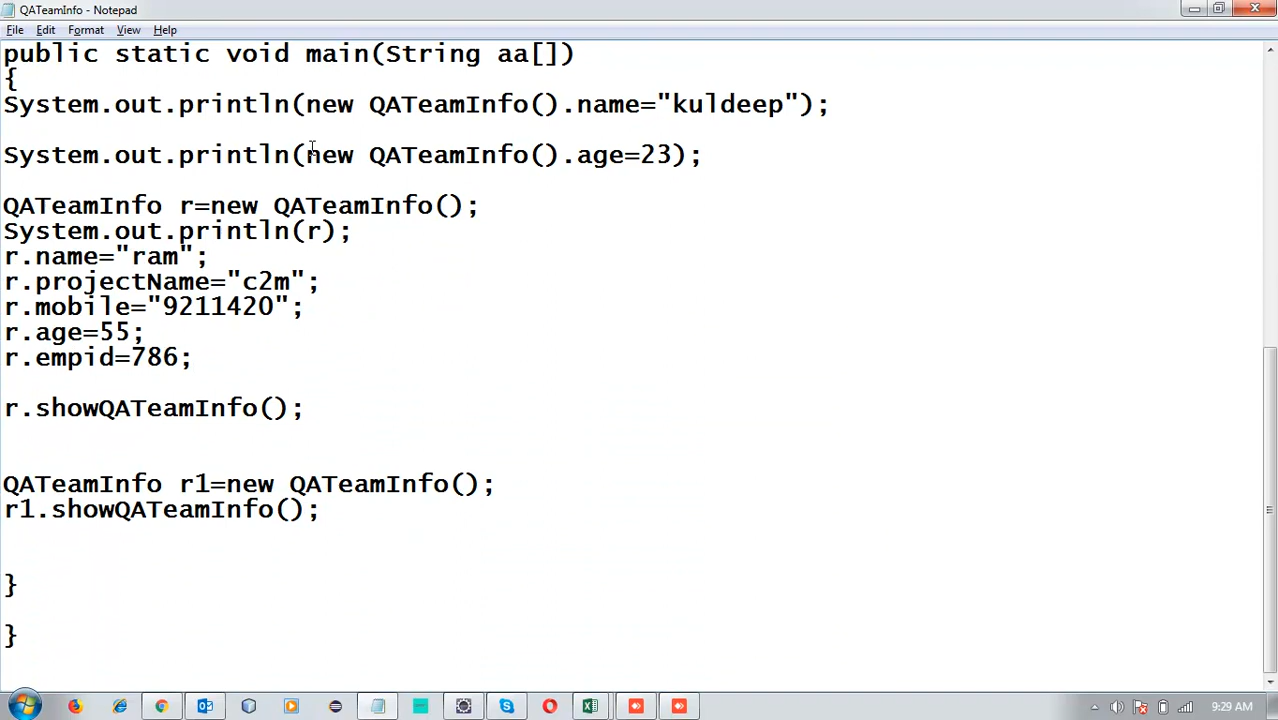 QATeamInfo - Notepad
File Edit Format View Help
public static void main(String aa[])
{
System.out.println(new QATeamInfo().name="kuldeep");
System.out.println(new QATeamInfo().age=23);
QATeamInfo r=new QATeamInfo();
System.out.println(r);
r.name="ram";
r.projectName="c2m";
r.mobile="9211420";
r.age=55;
r.empid=786;
r.showQATeamInfo();
QATeamInfo r1=new QATeamInfo();
r1.showQATeamInfo();
}
}
9:29 AM